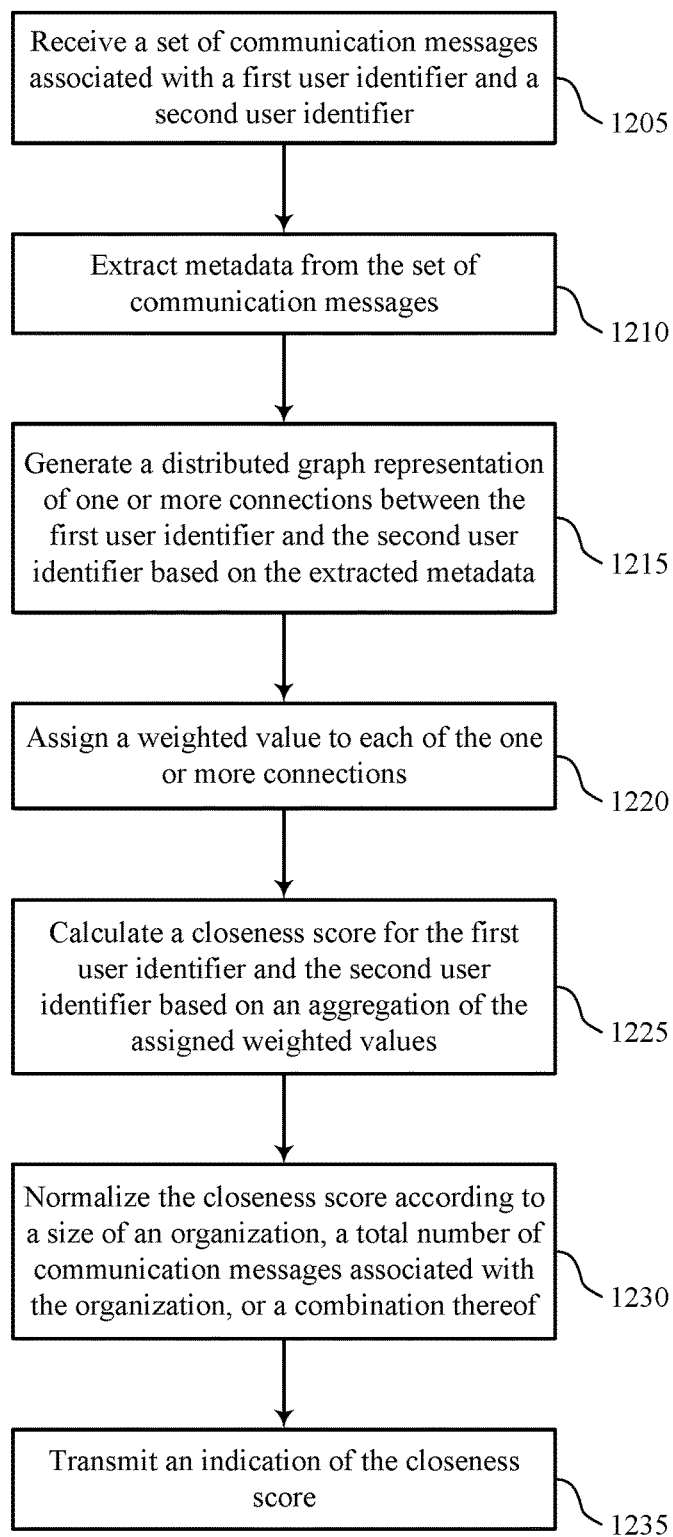 Receive a set of communication messages
associated with a first user identifier and a
second user identifier
1205
Extract metadata from the set of
communication messages
1210
Generate a distributed graph representation
of one or more connections between the
first user identifier and the second user
identifier based on the extracted metadata
1215
Assign a weighted value to each of the one
or more connections
1220
Calculate a closeness score for the first
user identifier and the second user
identifier based on an aggregation of the
assigned weighted values
1225
Normalize the closeness score according to
a size of an organization, a total number of
communication messages associated with
the organization, or a combination thereof
1230
Transmit an indication of the closeness
score
1235